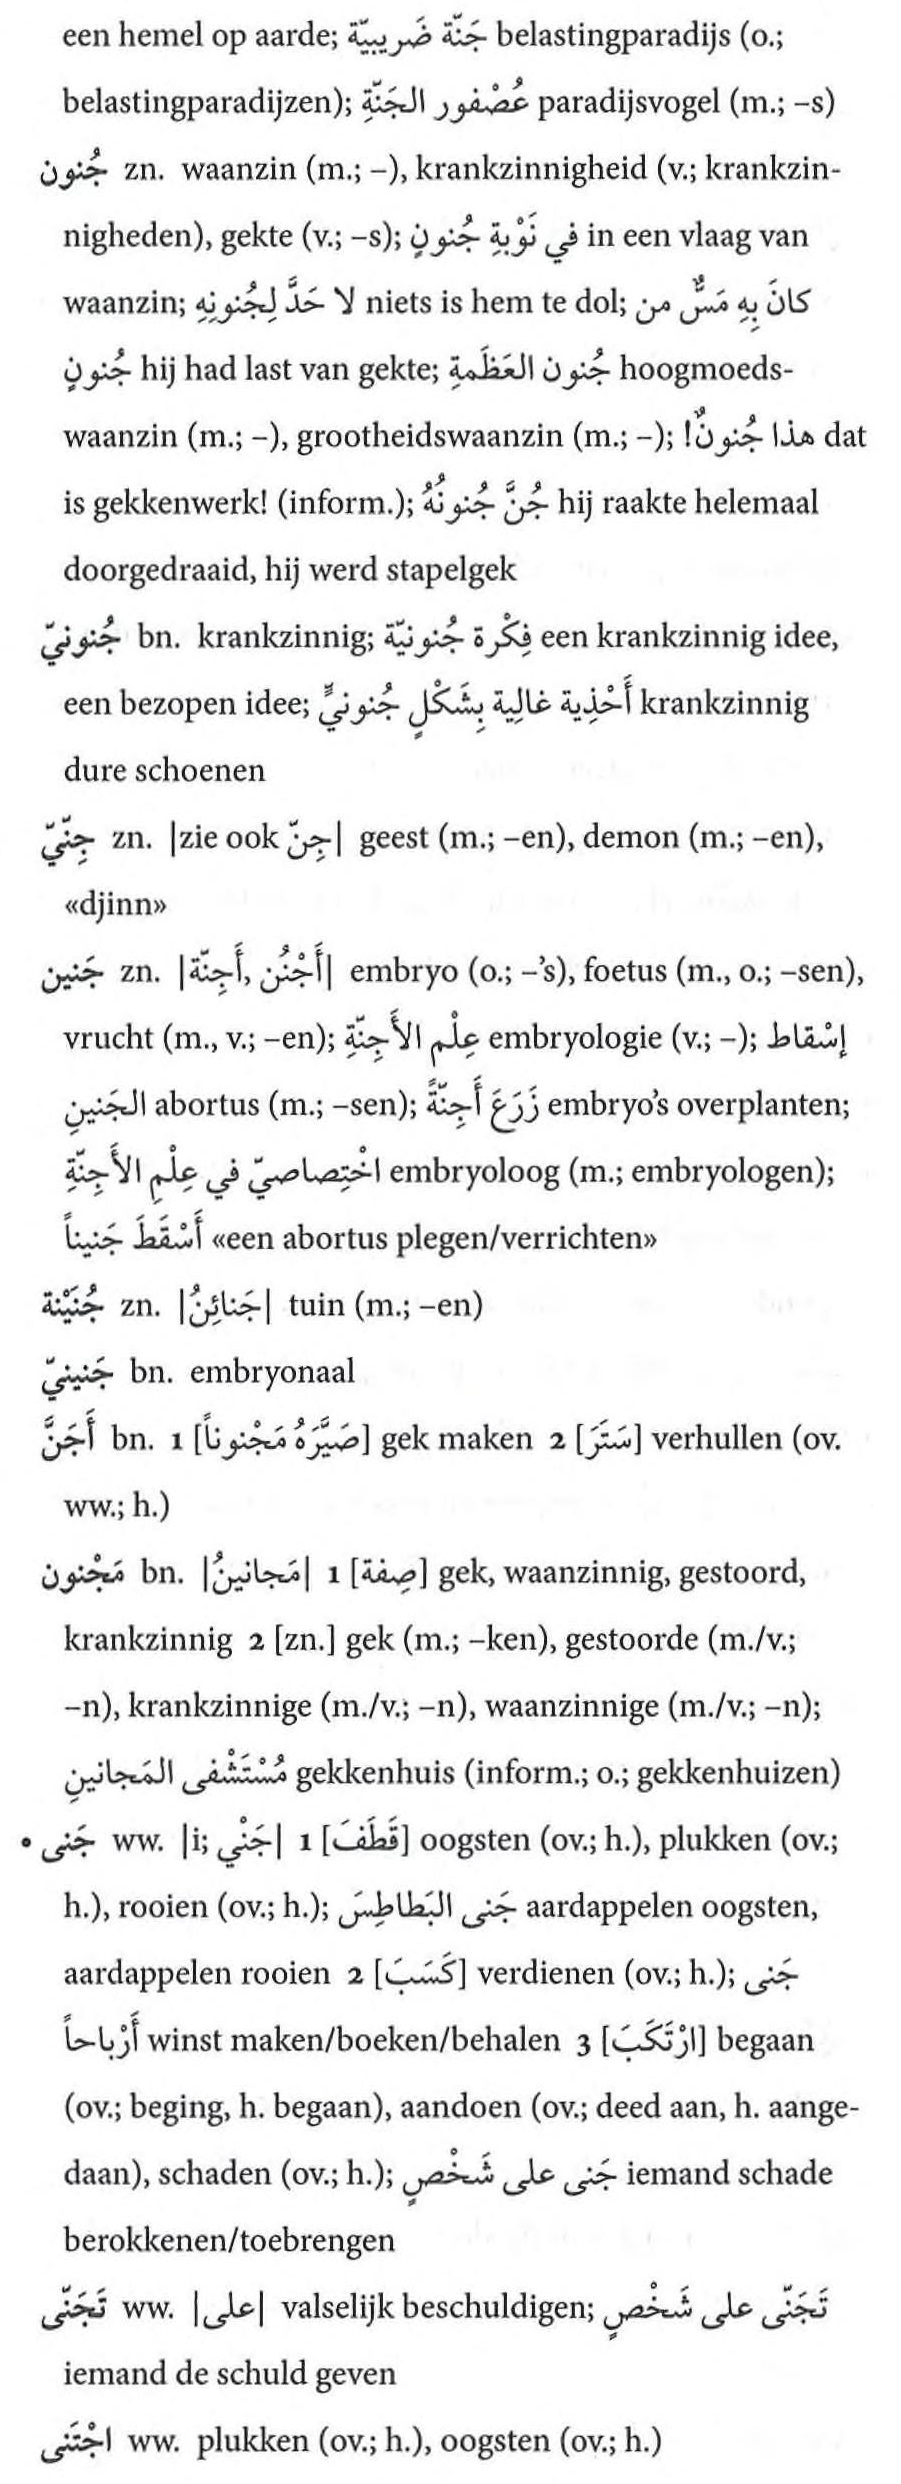 een hemel op aarde; جَنّة ضَريبيّة belastingparadijs (o.;
belastingparadijzen); عُصْفور الجَنّةِ paradijsvogel (m.; –s)
جُنون zn. waanzin (m.; –), krankzinnigheid (v.; krankzin-
nigheden), gekte (v.; –s); في نَوْبةِ جُنونٍ in een vlaag van
waanzin; لا حَدَّ لِجُنونِهِ niets is hem te dol; كانَ بِهِ مَسٌّ من
جُنونٍ hij had last van gekte; جُنون العَظَمةِ hoogmoeds-
waanzin (m.; –), grootheidswaanzin (m.; –); هذا جُنونٌ! dat
is gekkenwerk! (inform.); جُنَّ جُنونُهُ hij raakte helemaal
doorgedraaid, hij werd stapelgek
جُنونيّ bn. krankzinnig; فِكْرة جُنونيّة een krankzinnig idee,
een bezopen idee; أَحْذِية غالِية بِشَكْلٍ جُنونيٍّ krankzinnig
dure schoenen
جِنّيّ zn. |zie ook جِنّ| geest (m.; –en), demon (m.; –en),
«djinn»
جَنين zn. |أَجْنُن, أَجِنّة| embryo (o.; –’s), foetus (m., o.; –sen),
vrucht (m., v.; –en); عِلْم الأَجِنّةِ embryologie (v.; –); إسْقاط
الجَنينِ abortus (m.; –sen); زَرَعَ أَجِنّةً embryo’s overplanten;
اخْتِصاصيّ في عِلْمِ الأَجِنّةِ embryoloog (m.; embryologen);
أَسْقَطَ جَنيناً «een abortus plegen/verrichten»
جُنَيْنة zn. |جَنائِنُ| tuin (m.; –en)
جَنينيّ bn. embryonaal
أَجَنَّ bn. 1 [صَيَّرَهُ مَجْنوناً] gek maken 2 [سَتَرَ] verhullen (ov.
ww.; h.)
مَجْنون bn. |مَجانينُ| 1 [صِفة] gek, waanzinnig, gestoord,
krankzinnig 2 [zn.] gek (m.; –ken), gestoorde (m./v.;
–n), krankzinnige (m./v.; –n), waanzinnige (m./v.; –n);
مُسْتَشْفى المَجانينِ gekkenhuis (inform.; o.; gekkenhuizen)
• جَنى ww. |i; جَنْي| 1 [قَطَفَ] oogsten (ov.; h.), plukken (ov.;
h.), rooien (ov.; h.); جَنى البَطاطِسَ aardappelen oogsten,
aardappelen rooien 2 [كَسَبَ] verdienen (ov.; h.); جَنى
أَرْباحاً winst maken/boeken/behalen 3 [ارْتَكَبَ] begaan
(ov.; beging, h. begaan), aandoen (ov.; deed aan, h. aange-
daan), schaden (ov.; h.); جَنى على شَخْصٍ iemand schade
berokkenen/toebrengen
تَجَنّى ww. |على| valselijk beschuldigen; تَجَنّى على شَخْصٍ
iemand de schuld geven
اجْتَنى ww. plukken (ov.; h.), oogsten (ov.; h.)